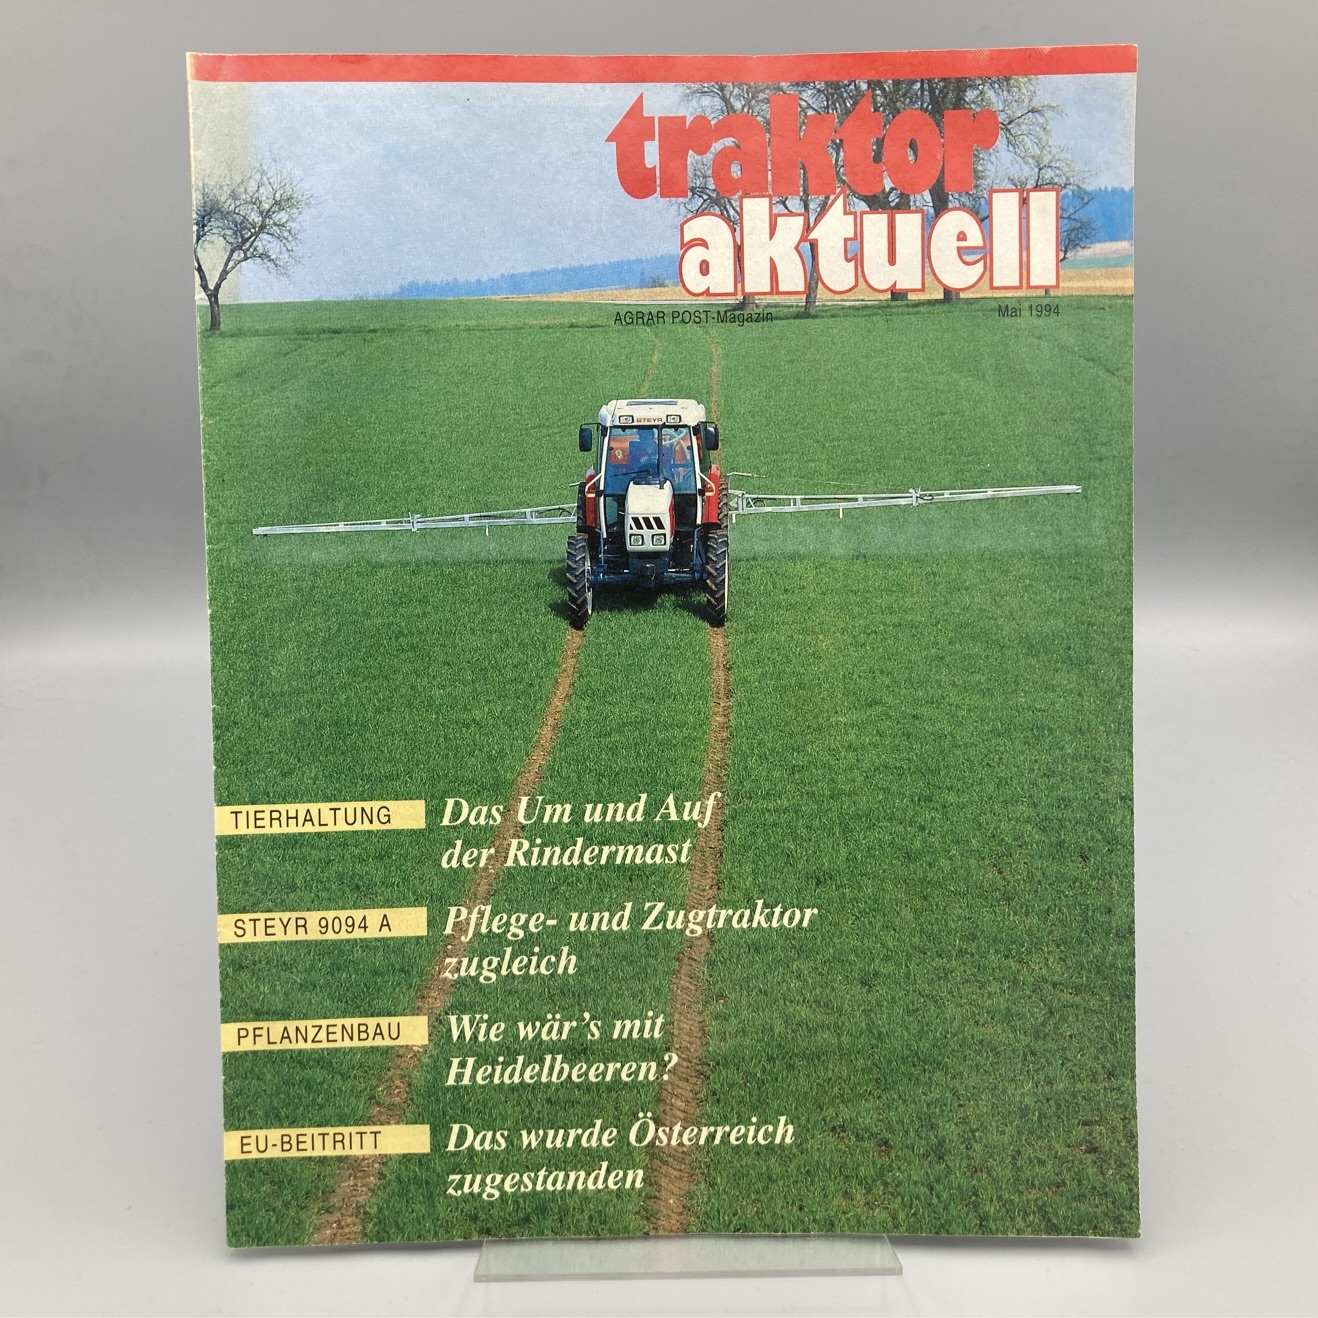 traktor
aktuell
AGRAR POST-Magazin
Mai 1994
STEYR
TIERHALTUNG
Das Um und Auf
der Rindermast
STEYR 9094 A
Pflege- und Zugtraktor
zugleich
PFLANZENBAU
Wie wär's mit
Heidelbeeren?
EU-BEITRITT
Das wurde Österreich
zugestanden